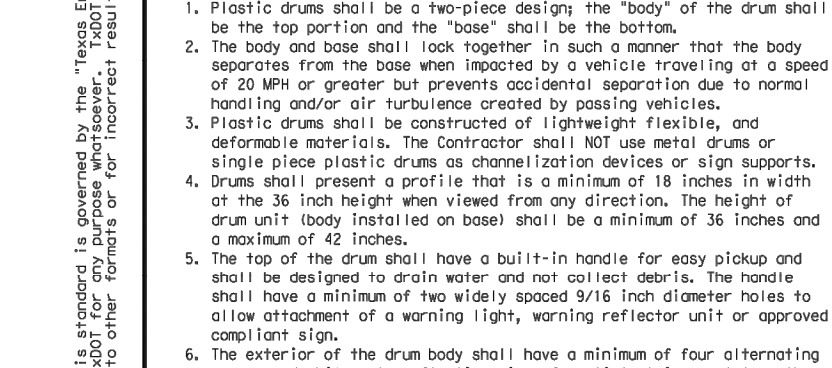 is standard is governed by the "Texas
TxDOT for any purpose whatsoever. TxDOT
to other formats or for incorrect resul
1. Plastic drums shall be a two-piece design; the "body" of the drum shall
be the top portion and the "base" shall be the bottom.
2. The body and base shall lock together in such a manner that the body
separates from the base when impacted by a vehicle traveling at a speed
of 20 MPH or greater but prevents accidental separation due to normal
handling and/or air turbulence created by passing vehicles.
3. Plastic drums shall be constructed of lightweight flexible, and
deformable materials. The Contractor shall NOT use metal drums or
single piece plastic drums as channelization devices or sign supports.
4. Drums shall present a profile that is a minimum of 18 inches in width
at the 36 inch height when viewed from any direction. The height of
drum unit (body installed on base) shall be a minimum of 36 inches and
a maximum of 42 inches.
5. The top of the drum shall have a built-in handle for easy pickup and
shall be designed to drain water and not collect debris. The handle
shall have a minimum of two widely spaced 9/16 inch diameter holes to
allow attachment of a warning light, warning reflector unit or approved
compliant sign.
6. The exterior of the drum body shall have a minimum of four alternating